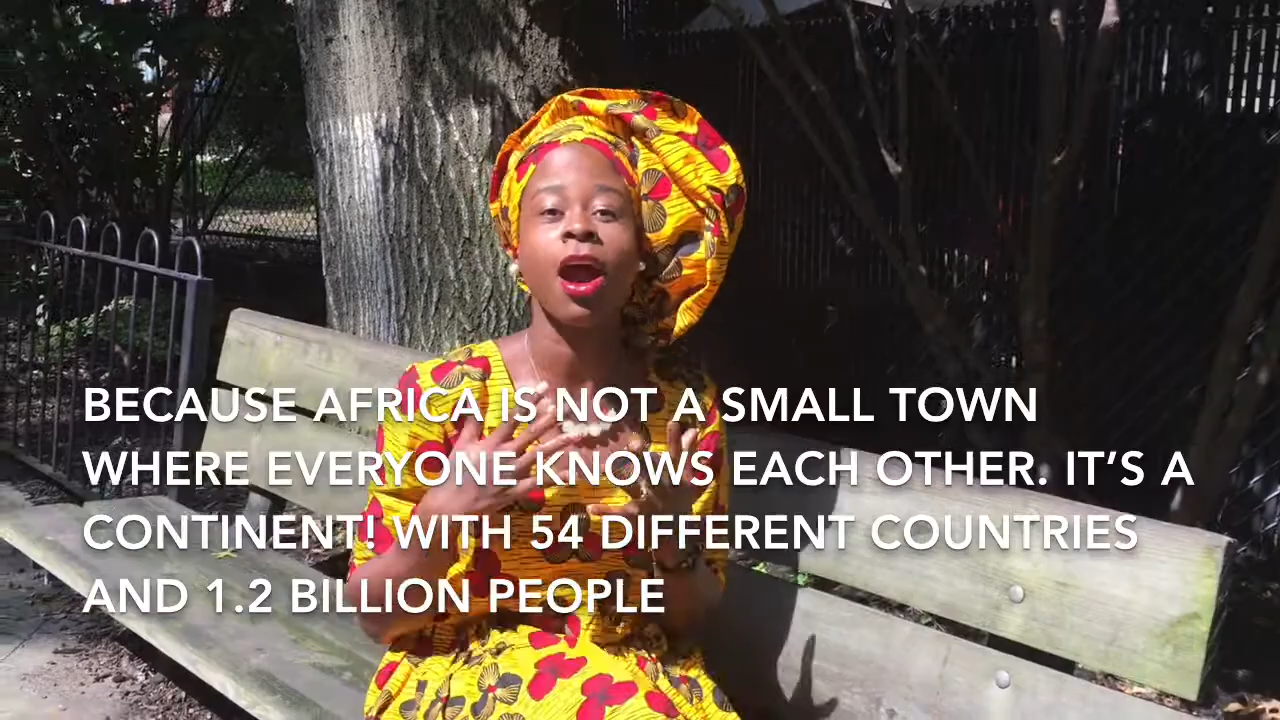 BECAUSE AFRICA IS NOT A SMALL TOWN
WHERE EVERYONE KNOWS EACH OTHER. IT’S A
CONTINENT! WITH 54 DIFFERENT COUNTRIES
AND 1.2 BILLION PEOPLE